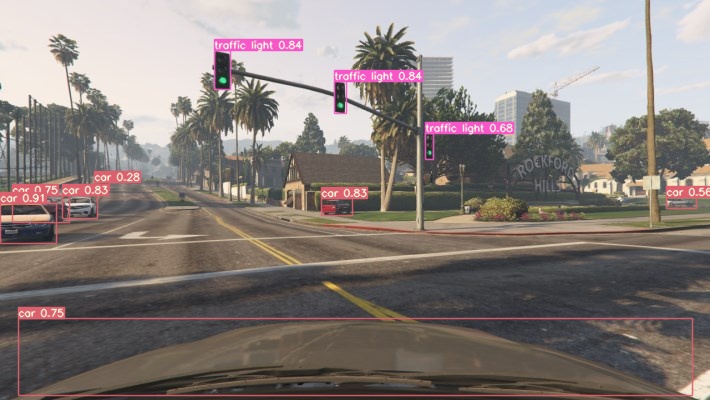 traffic light 0.84
traffic light 0.84
traffic light 0.68
car 0.28
car 0.75
car 0.83
car 0.91
car 0.83
car 0.56
ROCKFORD
HILLS
car 0.75